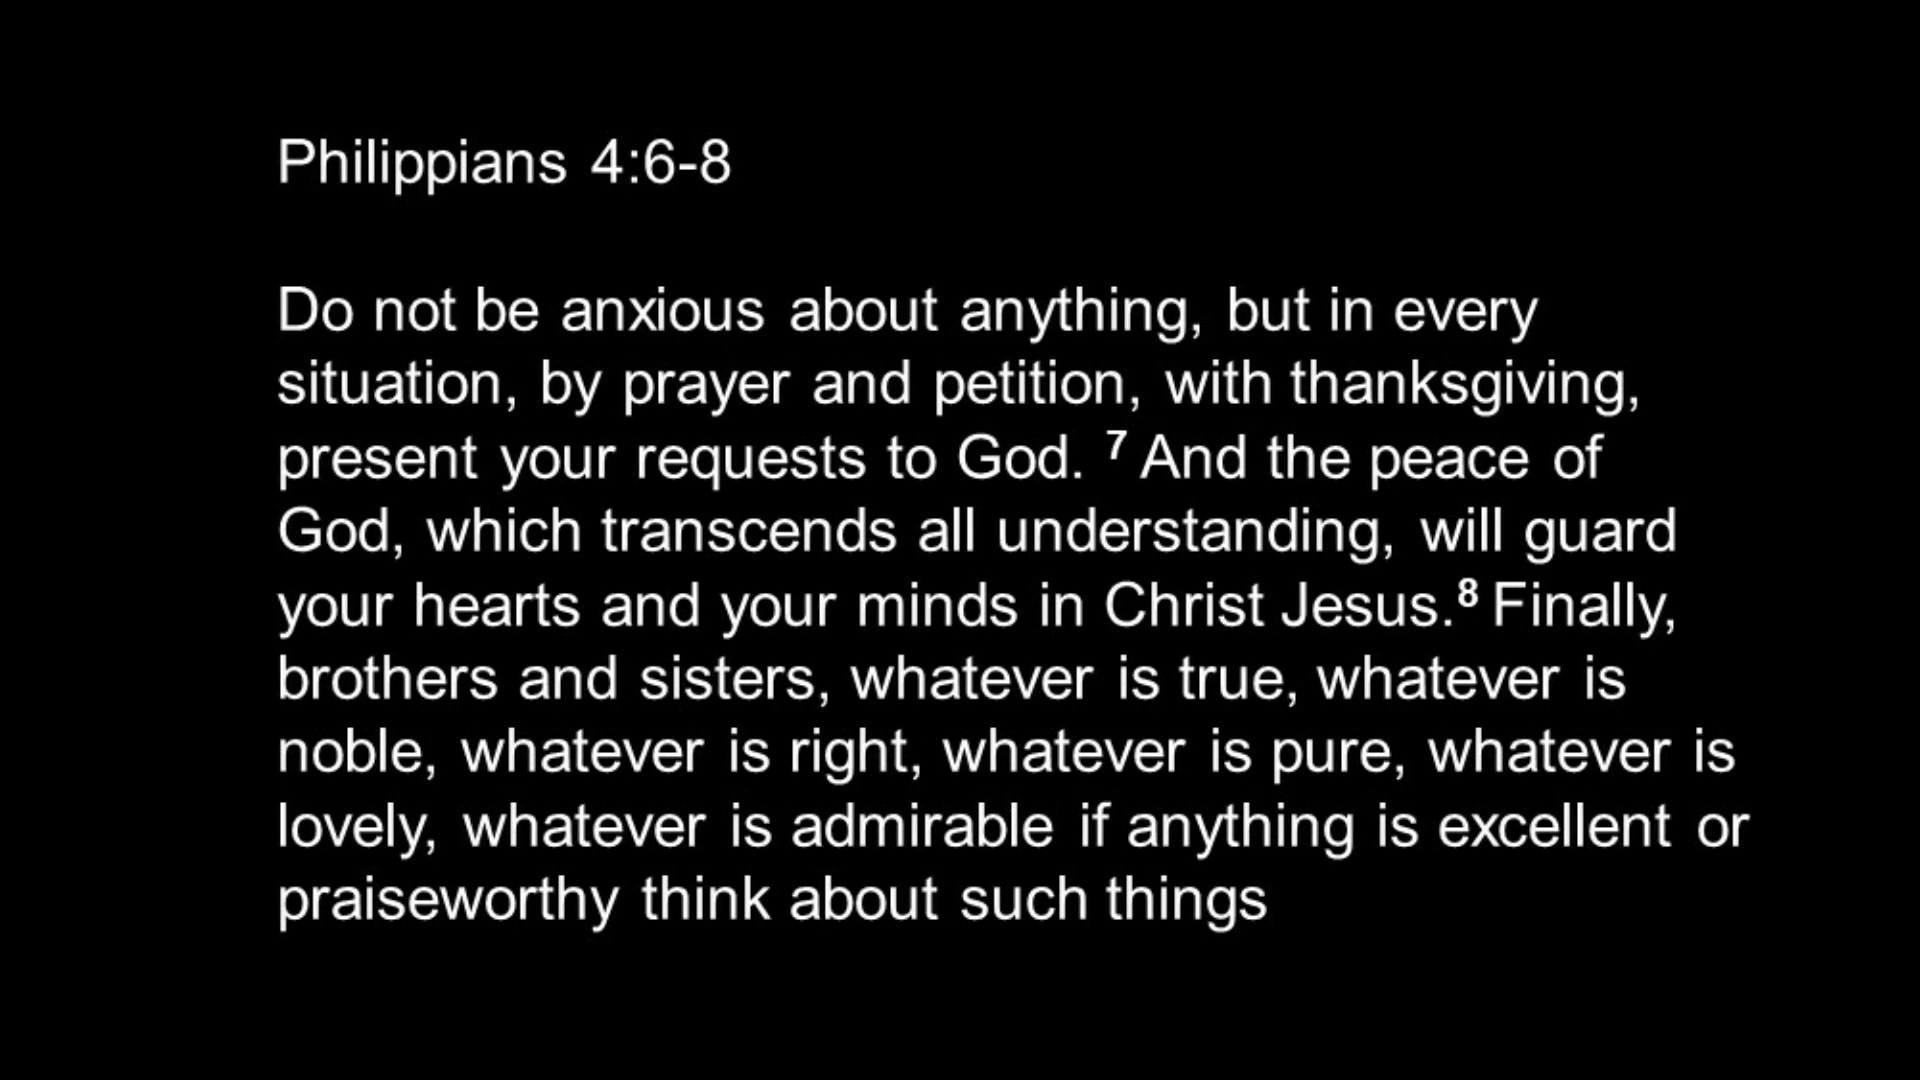 Philippians 4:6-8
Do not be anxious about anything, but in every
situation, by prayer and petition, with thanksgiving,
present your requests to God. 7 And the peace of
God, which transcends all understanding, will guard
your hearts and your minds in Christ Jesus.8 Finally,
brothers and sisters, whatever is true, whatever is
noble, whatever is right, whatever is pure, whatever is
lovely, whatever is admirable if anything is excellent or
praiseworthy think about such things